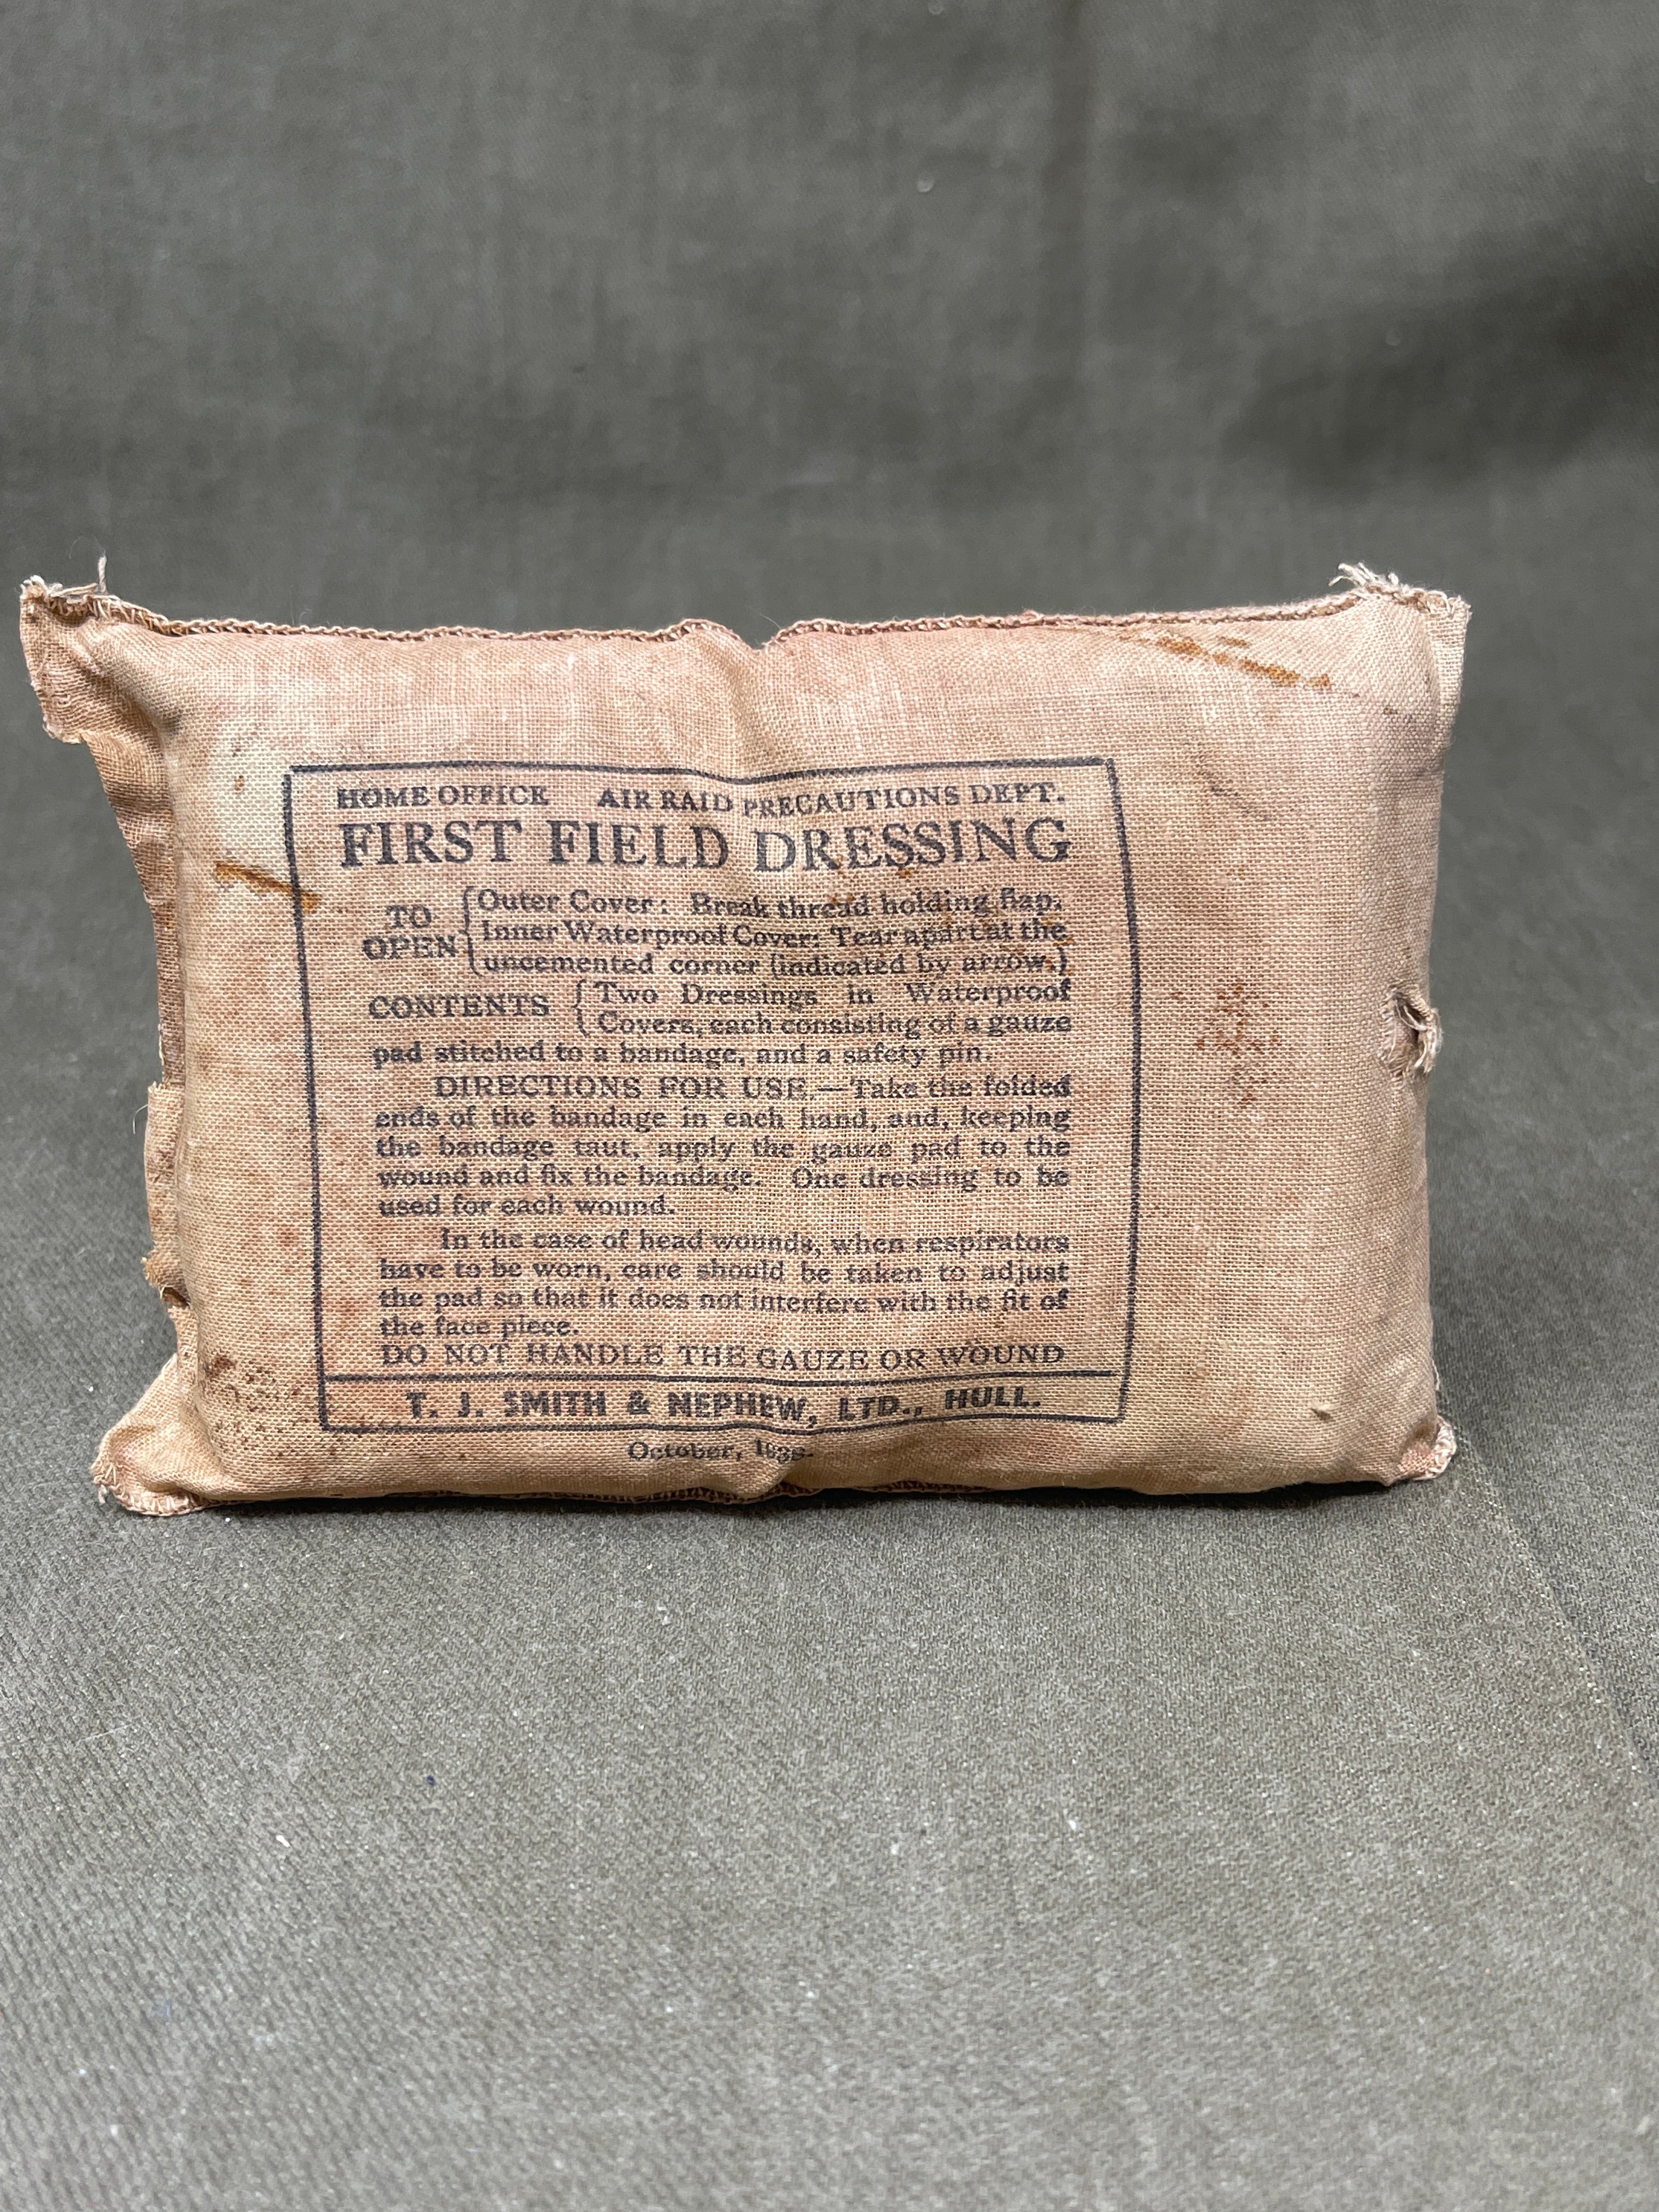 HOME OFFICE AIR RAID PRECAUTIONS DEPT.
FIRST FIELD DRESSING
TO OPEN { Outer Cover: Break thread holding flap.
Inner Waterproof Cover: Tear apart at the
uncemented corner (indicated by arrow.)
CONTENTS { Two Dressings in Waterproof
Covers, each consisting of a gauze
pad stitched to a bandage, and a safety pin.
DIRECTIONS FOR USE.—Take the folded
ends of the bandage in each hand, and, keeping
the bandage taut, apply the gauze pad to the
wound and fix the bandage. One dressing to be
used for each wound.
In the case of head wounds, when respirators
have to be worn, care should be taken to adjust
the pad so that it does not interfere with the fit of
the face piece.
DO NOT HANDLE THE GAUZE OR WOUND
T. J. SMITH & NEPHEW, LTD., HULL.
October,